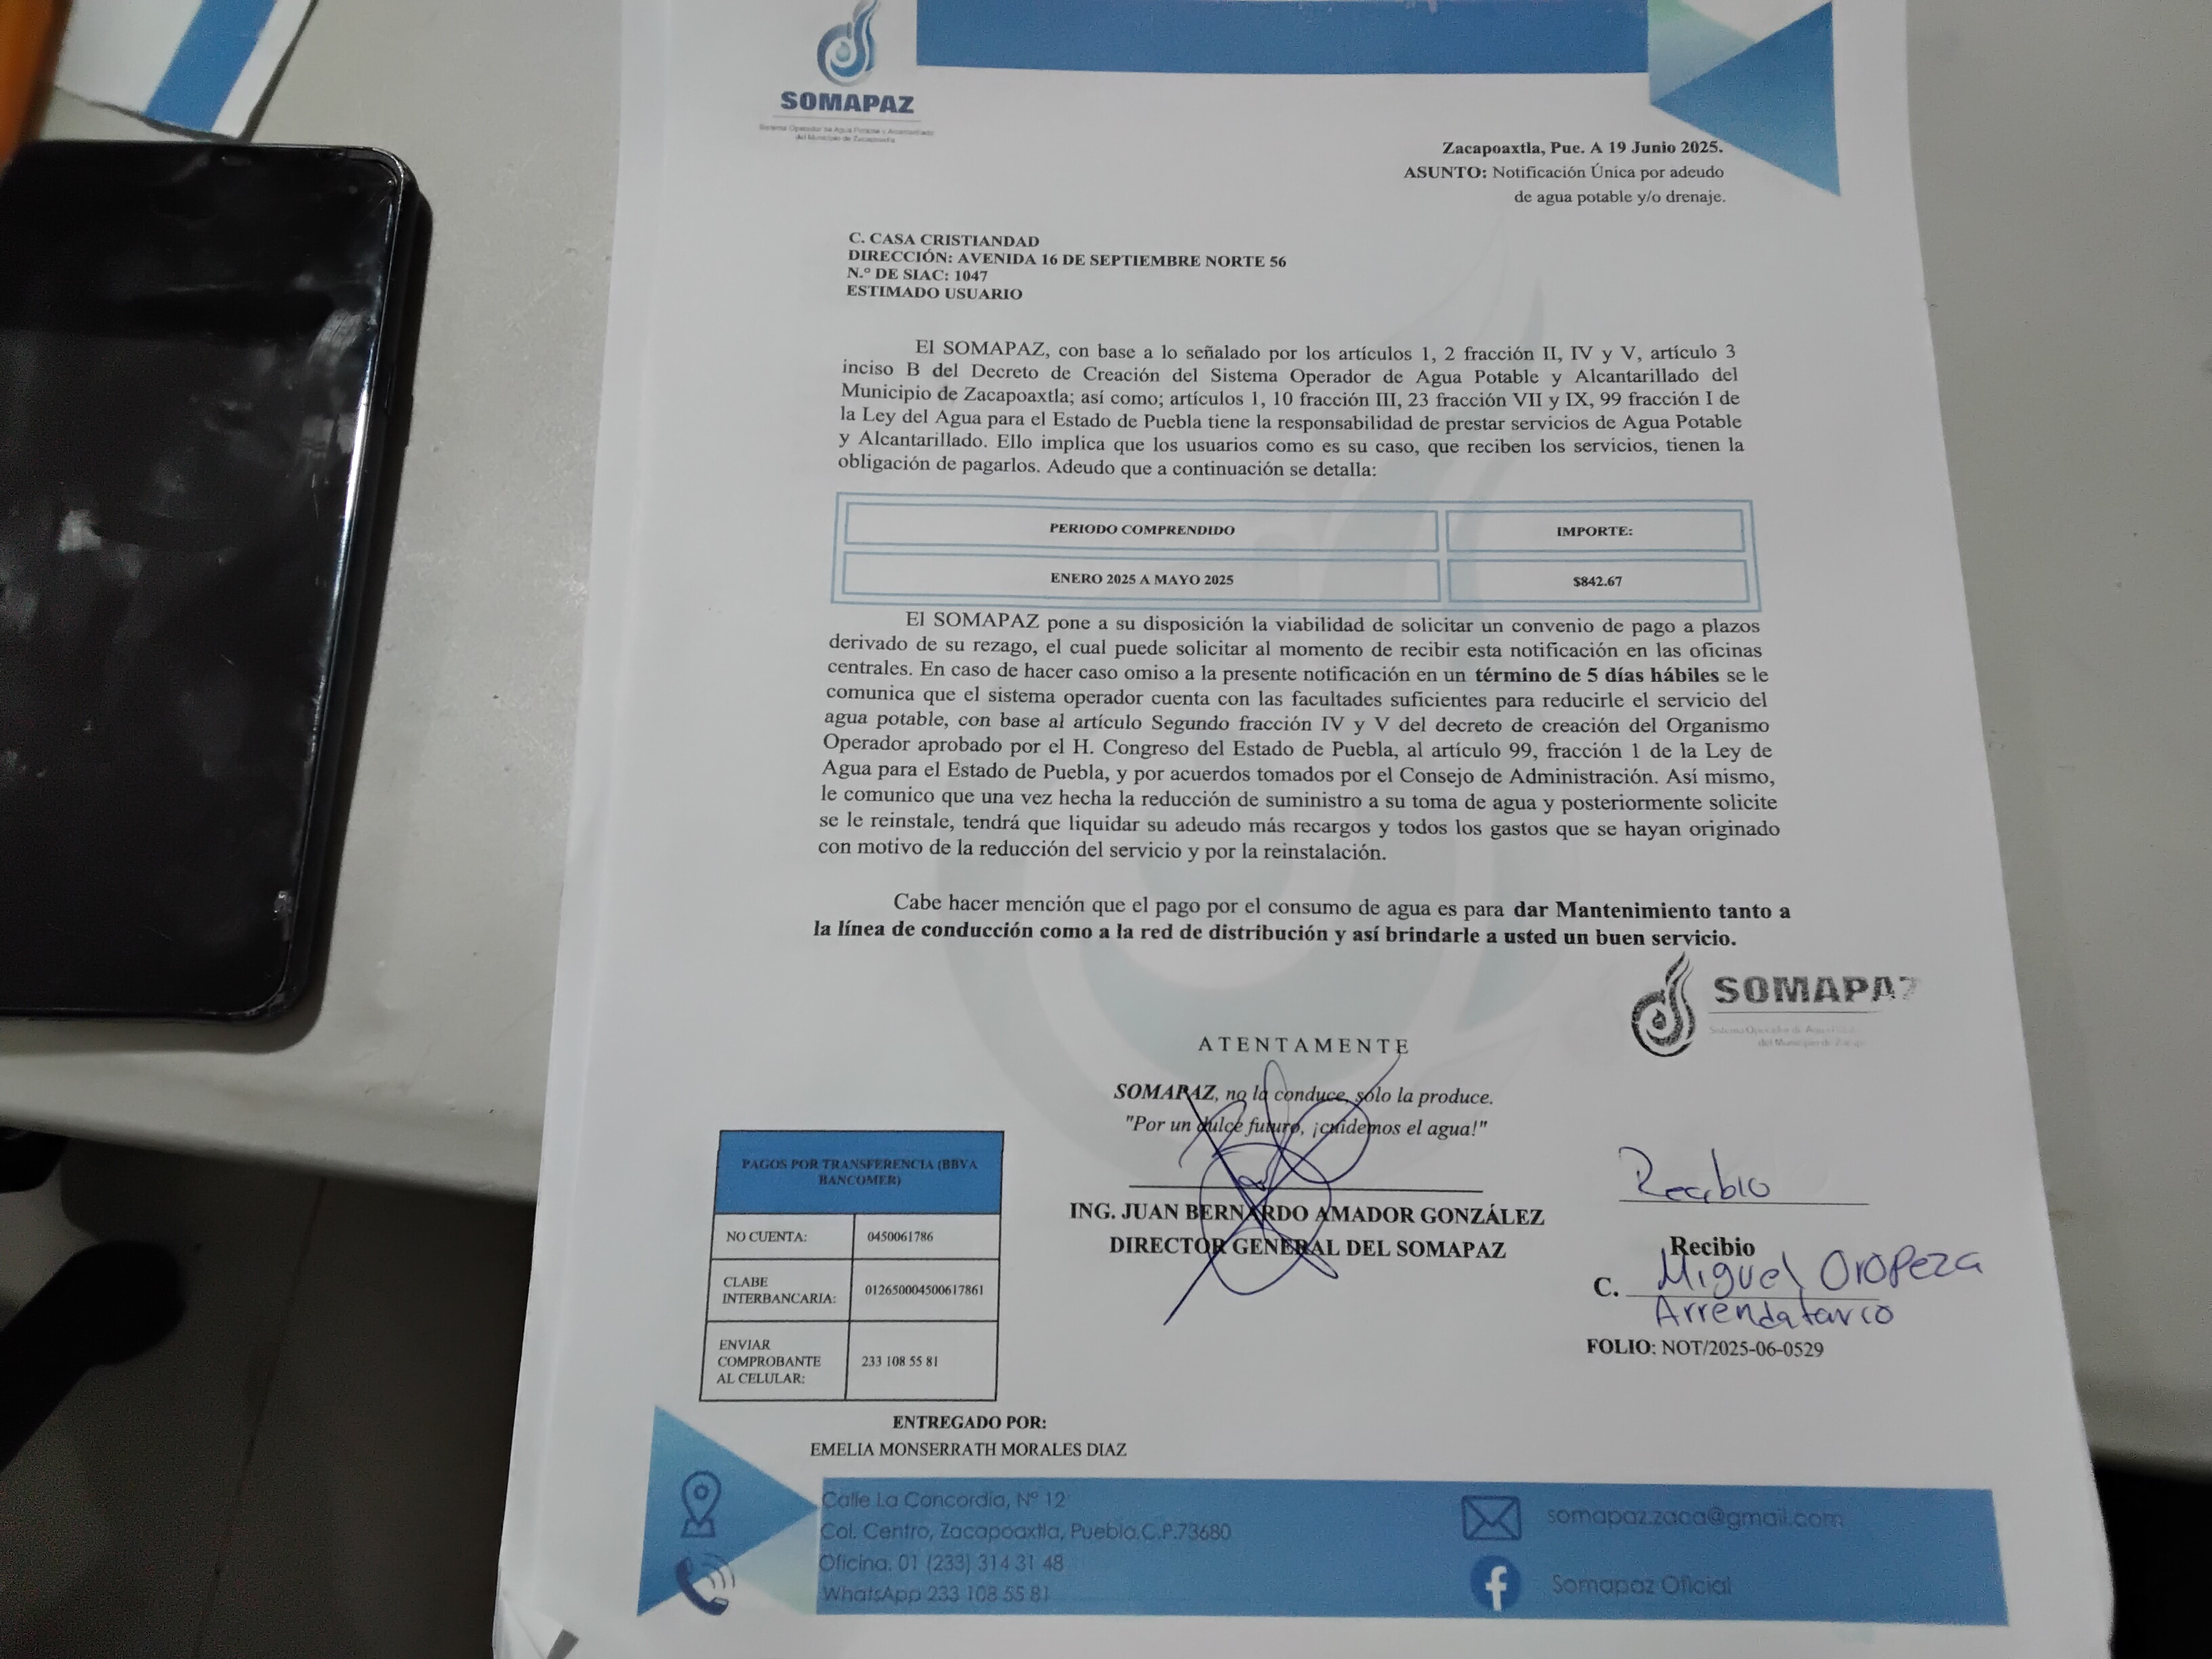 SOMAPAZ
Sistema Operador de Agua Potable y Alcantarillado
del Municipio de Zacapoaxtla
Zacapoaxtla, Pue. A 19 Junio 2025.
ASUNTO: Notificación Única por adeudo
de agua potable y/o drenaje.
C. CASA CRISTIANDAD
DIRECCIÓN: AVENIDA 16 DE SEPTIEMBRE NORTE 56
N.º DE SIAC: 1047
ESTIMADO USUARIO
El SOMAPAZ, con base a lo señalado por los artículos 1, 2 fracción II, IV y V, artículo 3
inciso B del Decreto de Creación del Sistema Operador de Agua Potable y Alcantarillado del
Municipio de Zacapoaxtla; así como; artículos 1, 10 fracción III, 23 fracción VII y IX, 99 fracción I de
la Ley del Agua para el Estado de Puebla tiene la responsabilidad de prestar servicios de Agua Potable
y Alcantarillado. Ello implica que los usuarios como es su caso, que reciben los servicios, tienen la
obligación de pagarlos. Adeudo que a continuación se detalla:
PERIODO COMPRENDIDO IMPORTE:
ENERO 2025 A MAYO 2025 $842.67
El SOMAPAZ pone a su disposición la viabilidad de solicitar un convenio de pago a plazos
derivado de su rezago, el cual puede solicitar al momento de recibir esta notificación en las oficinas
centrales. En caso de hacer caso omiso a la presente notificación en un término de 5 días hábiles se le
comunica que el sistema operador cuenta con las facultades suficientes para reducirle el servicio del
agua potable, con base al artículo Segundo fracción IV y V del decreto de creación del Organismo
Operador aprobado por el H. Congreso del Estado de Puebla, al artículo 99, fracción 1 de la Ley de
Agua para el Estado de Puebla, y por acuerdos tomados por el Consejo de Administración. Así mismo,
le comunico que una vez hecha la reducción de suministro a su toma de agua y posteriormente solicite
se le reinstale, tendrá que liquidar su adeudo más recargos y todos los gastos que se hayan originado
con motivo de la reducción del servicio y por la reinstalación.
Cabe hacer mención que el pago por el consumo de agua es para dar Mantenimiento tanto a
la línea de conducción como a la red de distribución y así brindarle a usted un buen servicio.
SOMAPAZ
ATENTAMENTE
SOMAPAZ, no la conduce, sólo la produce.
"Por un dulce futuro, ¡cuidemos el agua!"
ING. JUAN BERNARDO AMADOR GONZÁLEZ
DIRECTOR GENERAL DEL SOMAPAZ
Recibio
Recibio
C. Miguel Oropeza
Arrendatario
FOLIO: NOT/2025-06-0529
PAGOS POR TRANSFERENCIA (BBVA
BANCOMER)
NO CUENTA: 0450061786
CLABE
INTERBANCARIA: 012650004500617861
ENVIAR
COMPROBANTE
AL CELULAR: 233 108 55 81
ENTREGADO POR:
EMELIA MONSERRATH MORALES DIAZ
Calle La Concordia, Nº 12
Col. Centro, Zacapoaxtla, Puebla,C.P.73680
Oficina. 01 (233) 314 31 48
WhatsApp 233 108 55 81
somapaz.zaca@gmail.com
Somapaz Oficial